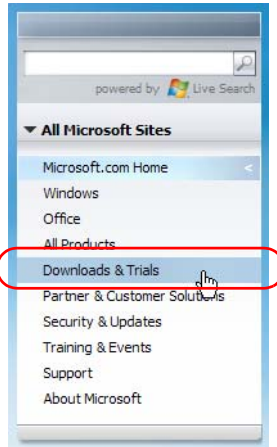 powered by Live Search
All Microsoft Sites
Microsoft.com Home <
Windows
Office
All Products
Downloads & Trials
Partner & Customer Solutions
Security & Updates
Training & Events
Support
About Microsoft